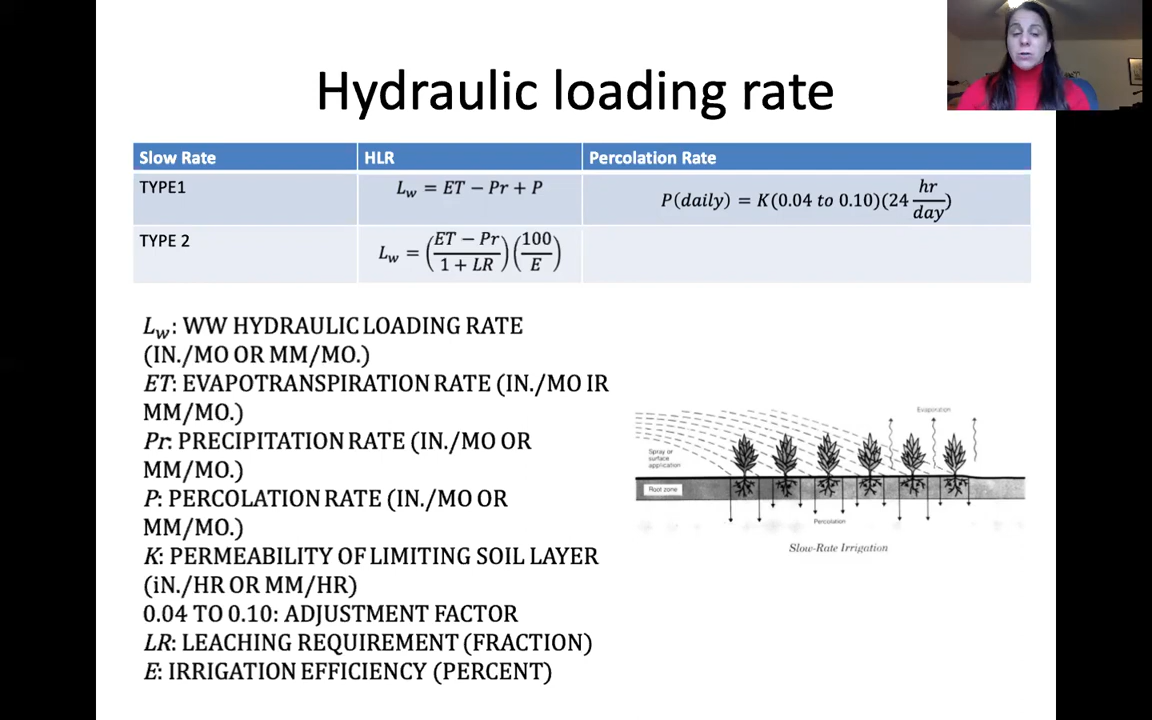 Hydraulic loading rate
Slow Rate HLR Percolation Rate
TYPE1 L_w = ET − Pr + P P(daily) = K(0.04 to 0.10)(24 hr/day)
TYPE 2 L_w = ((ET − Pr)/(1 + LR))(100/E)
L_w: WW HYDRAULIC LOADING RATE
(IN./MO OR MM/MO.)
ET: EVAPOTRANSPIRATION RATE (IN./MO IR
MM/MO.)
Pr: PRECIPITATION RATE (IN./MO OR
MM/MO.)
P: PERCOLATION RATE (IN./MO OR
MM/MO.)
K: PERMEABILITY OF LIMITING SOIL LAYER
(iN./HR OR MM/HR)
0.04 TO 0.10: ADJUSTMENT FACTOR
LR: LEACHING REQUIREMENT (FRACTION)
E: IRRIGATION EFFICIENCY (PERCENT)
Evaporation
Spray or
surface
application
Root zone
Percolation
Slow-Rate Irrigation